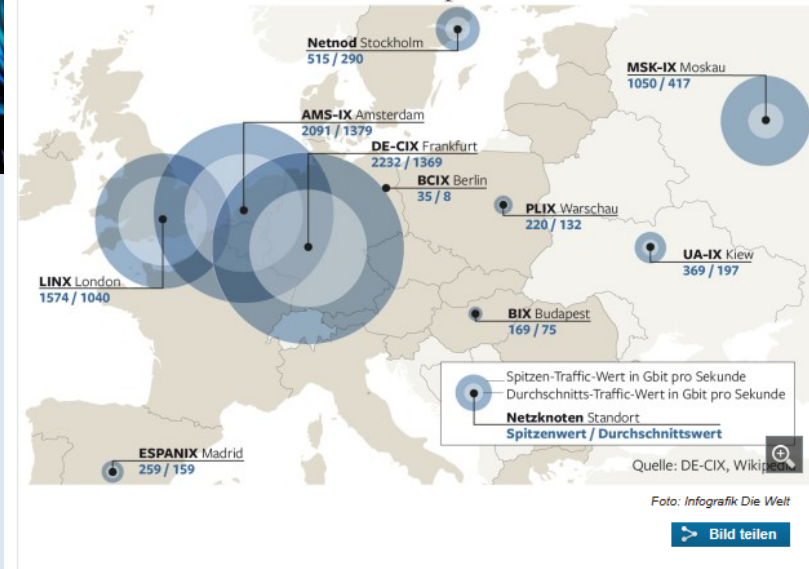 Netnod Stockholm
515 / 290
MSK-IX Moskau
1050 / 417
AMS-IX Amsterdam
2091 / 1379
DE-CIX Frankfurt
2232 / 1369
BCIX Berlin
35 / 8
PLIX Warschau
220 / 132
UA-IX Kiew
369 / 197
LINX London
1574 / 1040
BIX Budapest
169 / 75
Spitzen-Traffic-Wert in Gbit pro Sekunde
Durchschnitts-Traffic-Wert in Gbit pro Sekunde
Netzknoten Standort
Spitzenwert / Durchschnittswert
ESPANIX Madrid
259 / 159
Quelle: DE-CIX, Wikipedia
Foto: Infografik Die Welt
Bild teilen